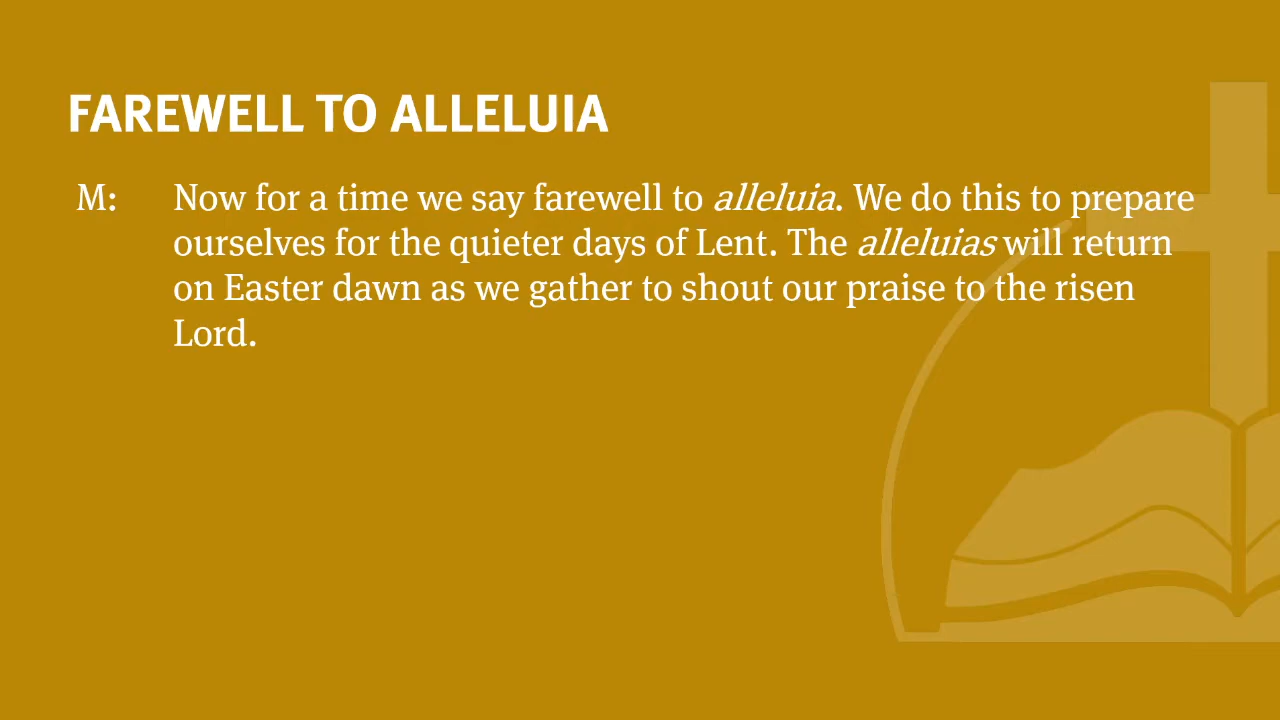 FAREWELL TO ALLELUIA
M: Now for a time we say farewell to alleluia. We do this to prepare
ourselves for the quieter days of Lent. The alleluias will return
on Easter dawn as we gather to shout our praise to the risen
Lord.